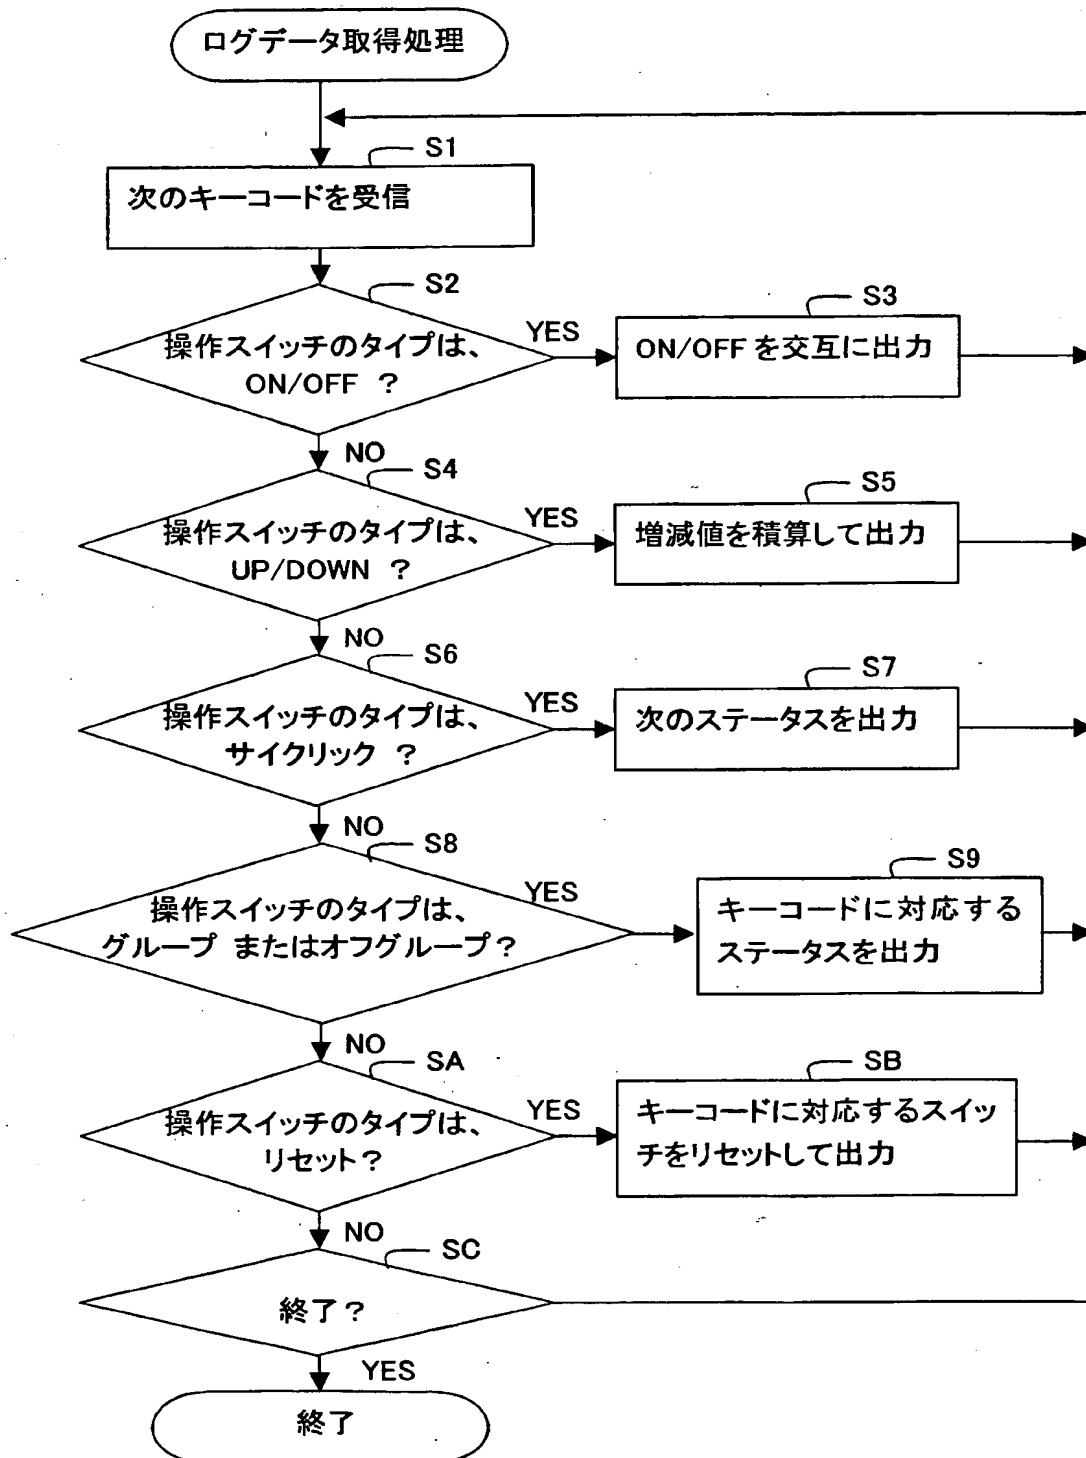 ログデータ取得処理
S1
次のキーコードを受信
S2
操作スイッチのタイプは、
ON/OFF ?
YES
NO
S3
ON/OFF を交互に出力
S4
操作スイッチのタイプは、
UP/DOWN ?
YES
NO
S5
増減値を積算して出力
S6
操作スイッチのタイプは、
サイクリック ?
YES
NO
S7
次のステータスを出力
S8
操作スイッチのタイプは、
グループ またはオフグループ?
YES
NO
S9
キーコードに対応する
ステータスを出力
SA
操作スイッチのタイプは、
リセット?
YES
NO
SB
キーコードに対応するスイッ
チをリセットして出力
SC
終了?
YES
終了